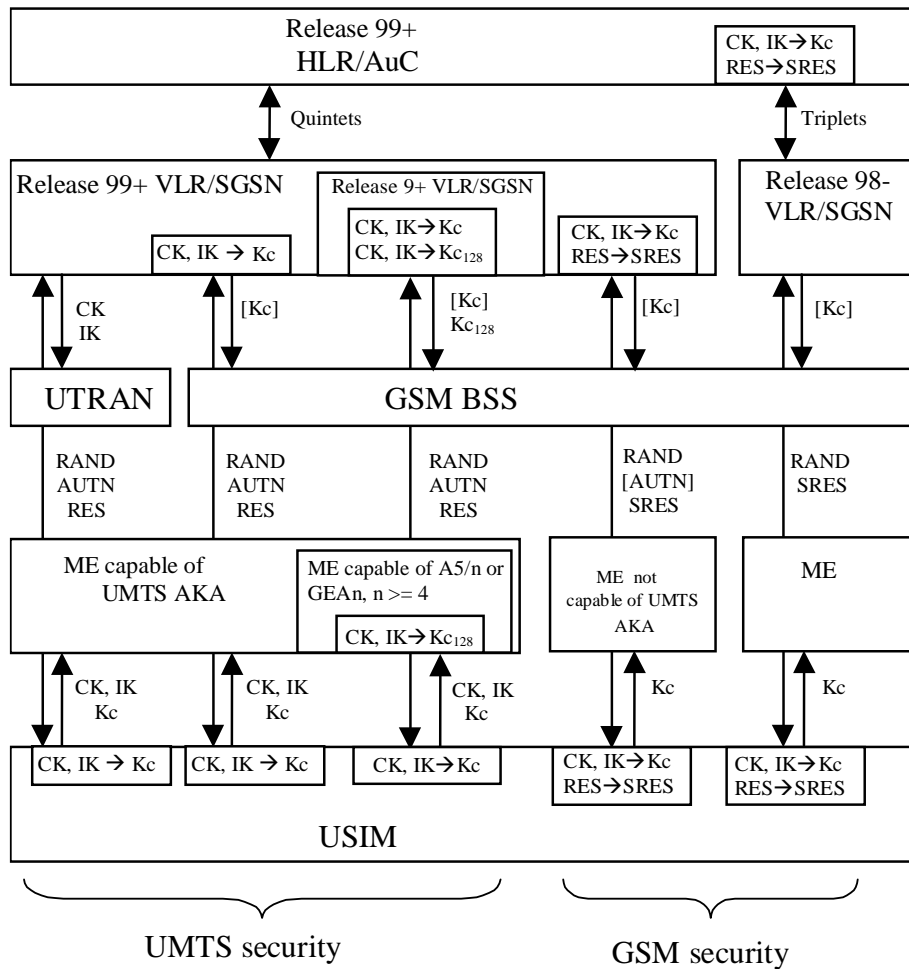 Release 99+
HLR/AuC
CK, IK→Kc
RES→SRES
Quintets
Triplets
Release 99+ VLR/SGSN
Release 9+ VLR/SGSN
CK, IK→Kc
CK, IK→Kc128
CK, IK → Kc
CK, IK→Kc
RES→SRES
Release 98-
VLR/SGSN
CK
IK
[Kc]
[Kc]
Kc128
[Kc]
[Kc]
UTRAN
GSM BSS
RAND
AUTN
RES
RAND
AUTN
RES
RAND
AUTN
RES
RAND
[AUTN]
SRES
RAND
SRES
ME capable of
UMTS AKA
ME capable of A5/n or
GEAn, n >= 4
CK, IK→Kc128
ME not
capable of UMTS
AKA
ME
CK, IK
Kc
CK, IK
Kc
CK, IK
Kc
Kc
Kc
CK, IK → Kc
CK, IK → Kc
CK, IK→Kc
CK, IK→Kc
RES→SRES
CK, IK→Kc
RES→SRES
USIM
UMTS security
GSM security